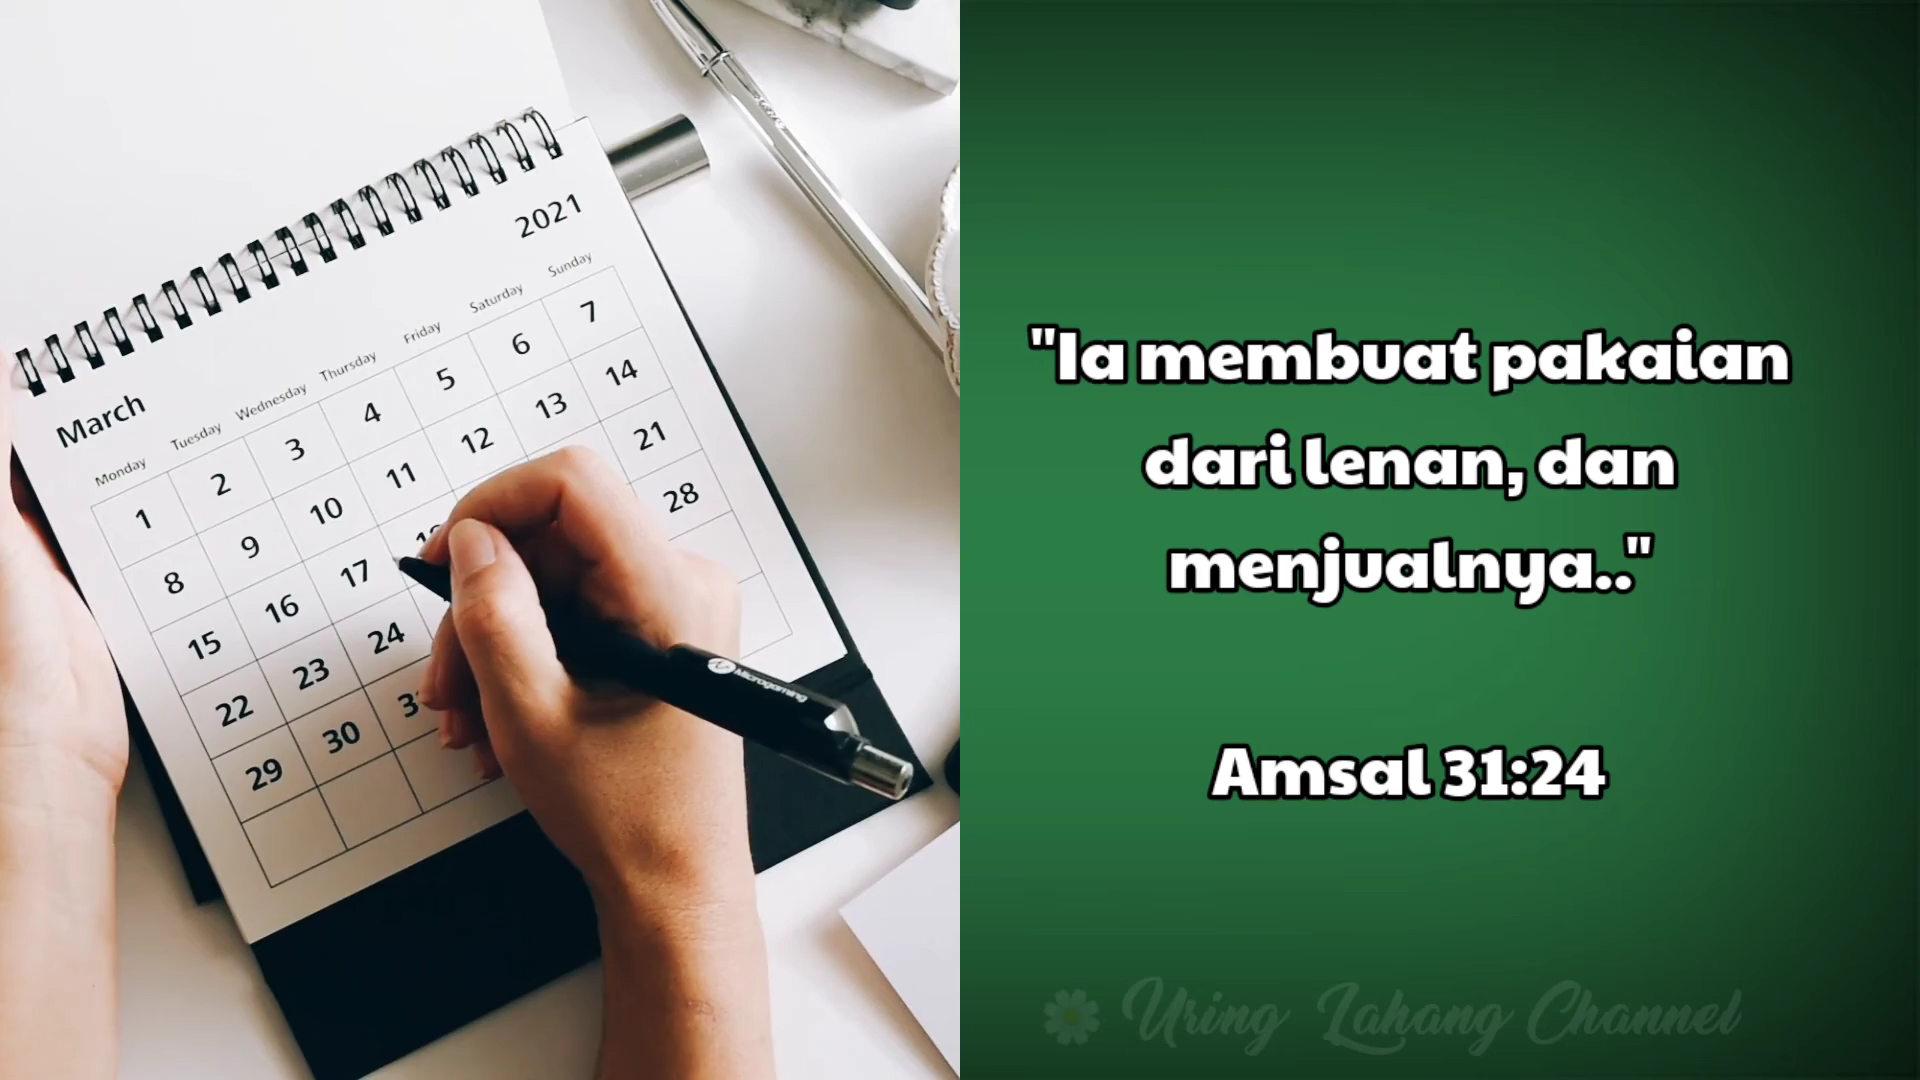 2021
March
Monday Tuesday Wednesday Thursday Friday Saturday Sunday
1 2 3 4 5 6 7
8 9 10 11 12 13 14
15 16 17 21
22 23 24 28
29 30
Microgaming
"Ia membuat pakaian
dari lenan, dan
menjualnya.."
Amsal 31:24
Uring Lahang Channel